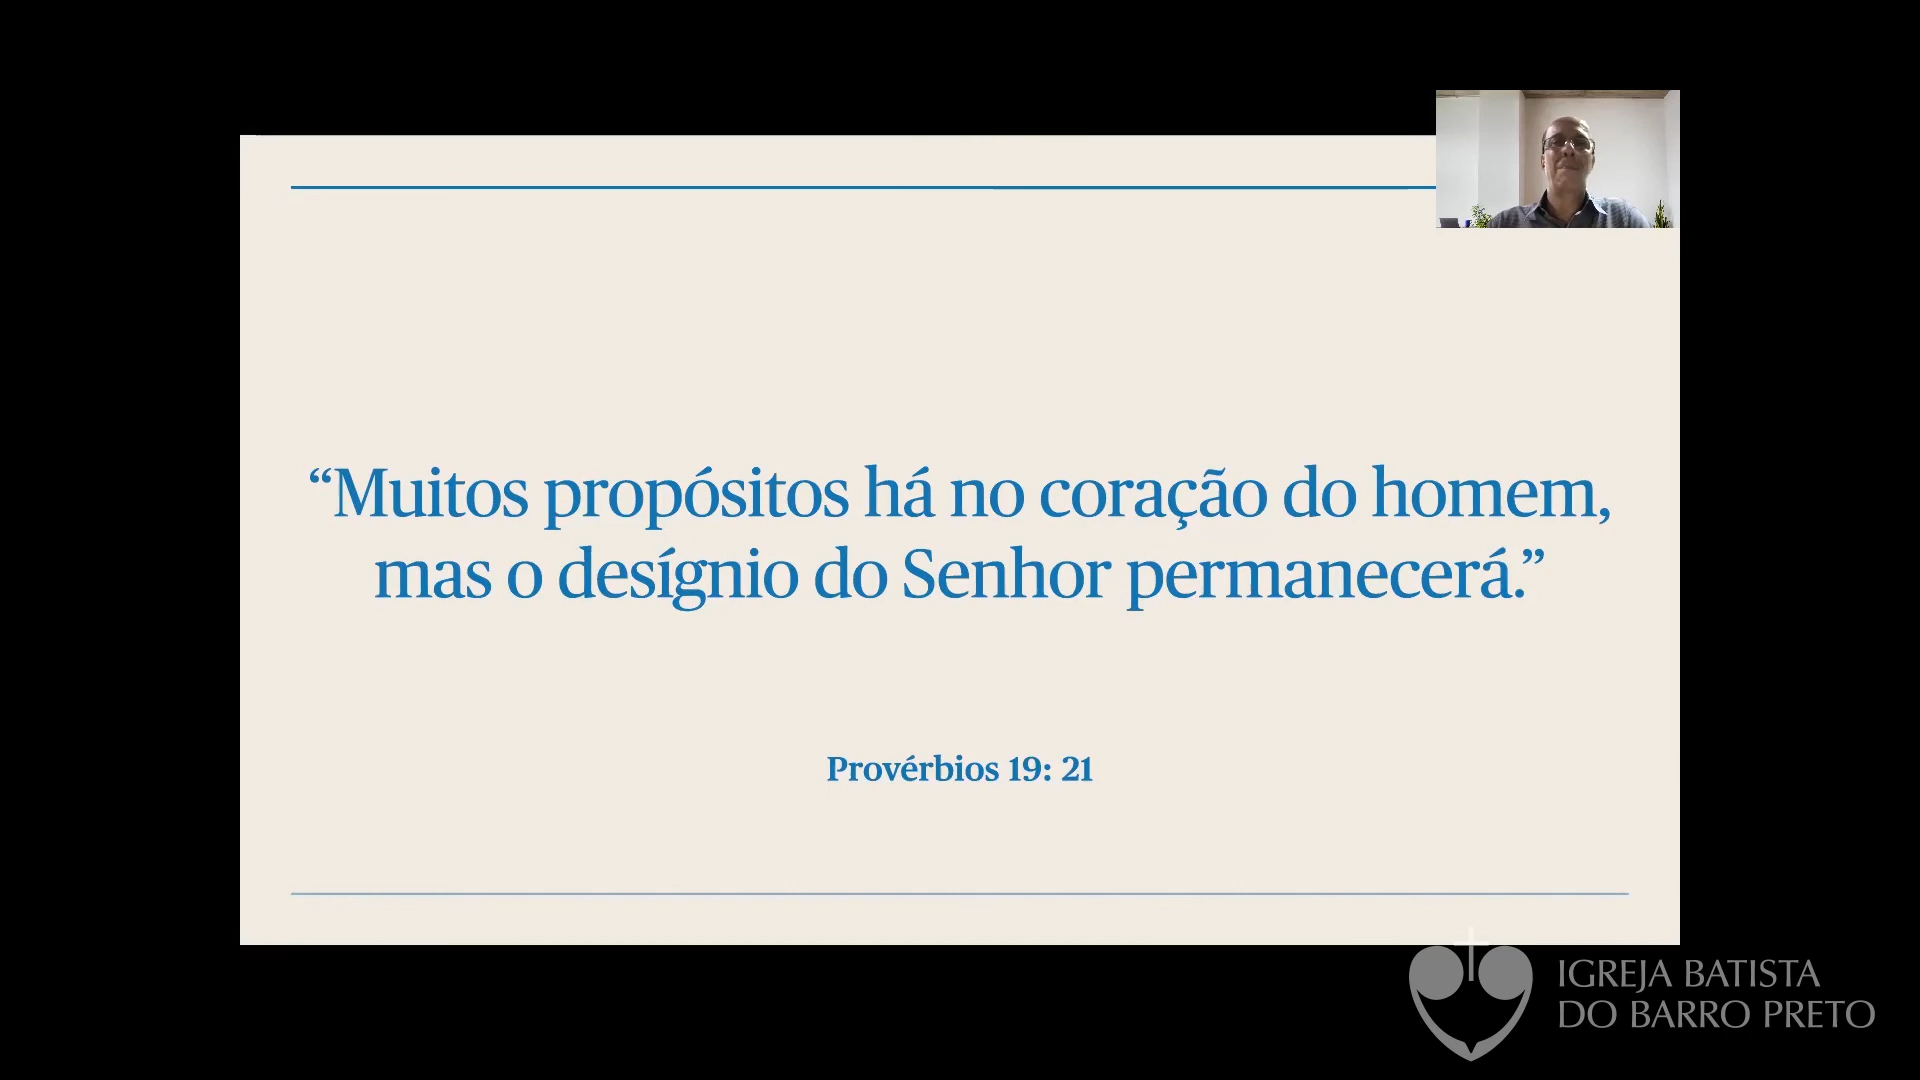 “Muitos propósitos há no coração do homem,
mas o desígnio do Senhor permanecerá.”
Provérbios 19: 21
IGREJA BATISTA
DO BARRO PRETO